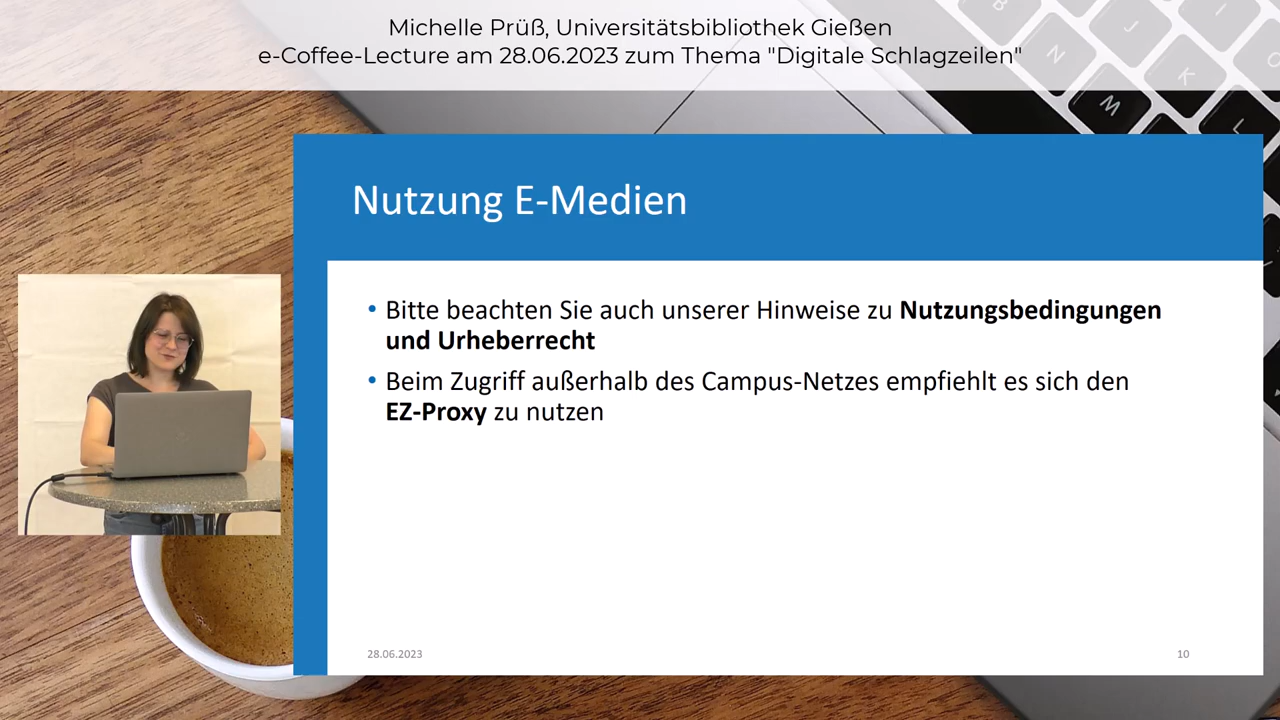 Michelle Prüß, Universitätsbibliothek Gießen
e-Coffee-Lecture am 28.06.2023 zum Thema "Digitale Schlagzeilen"
B
J
I
N
K
O
M
L
Nutzung E-Medien
• Bitte beachten Sie auch unserer Hinweise zu Nutzungsbedingungen
und Urheberrecht
• Beim Zugriff außerhalb des Campus-Netzes empfiehlt es sich den
EZ-Proxy zu nutzen
28.06.2023
10